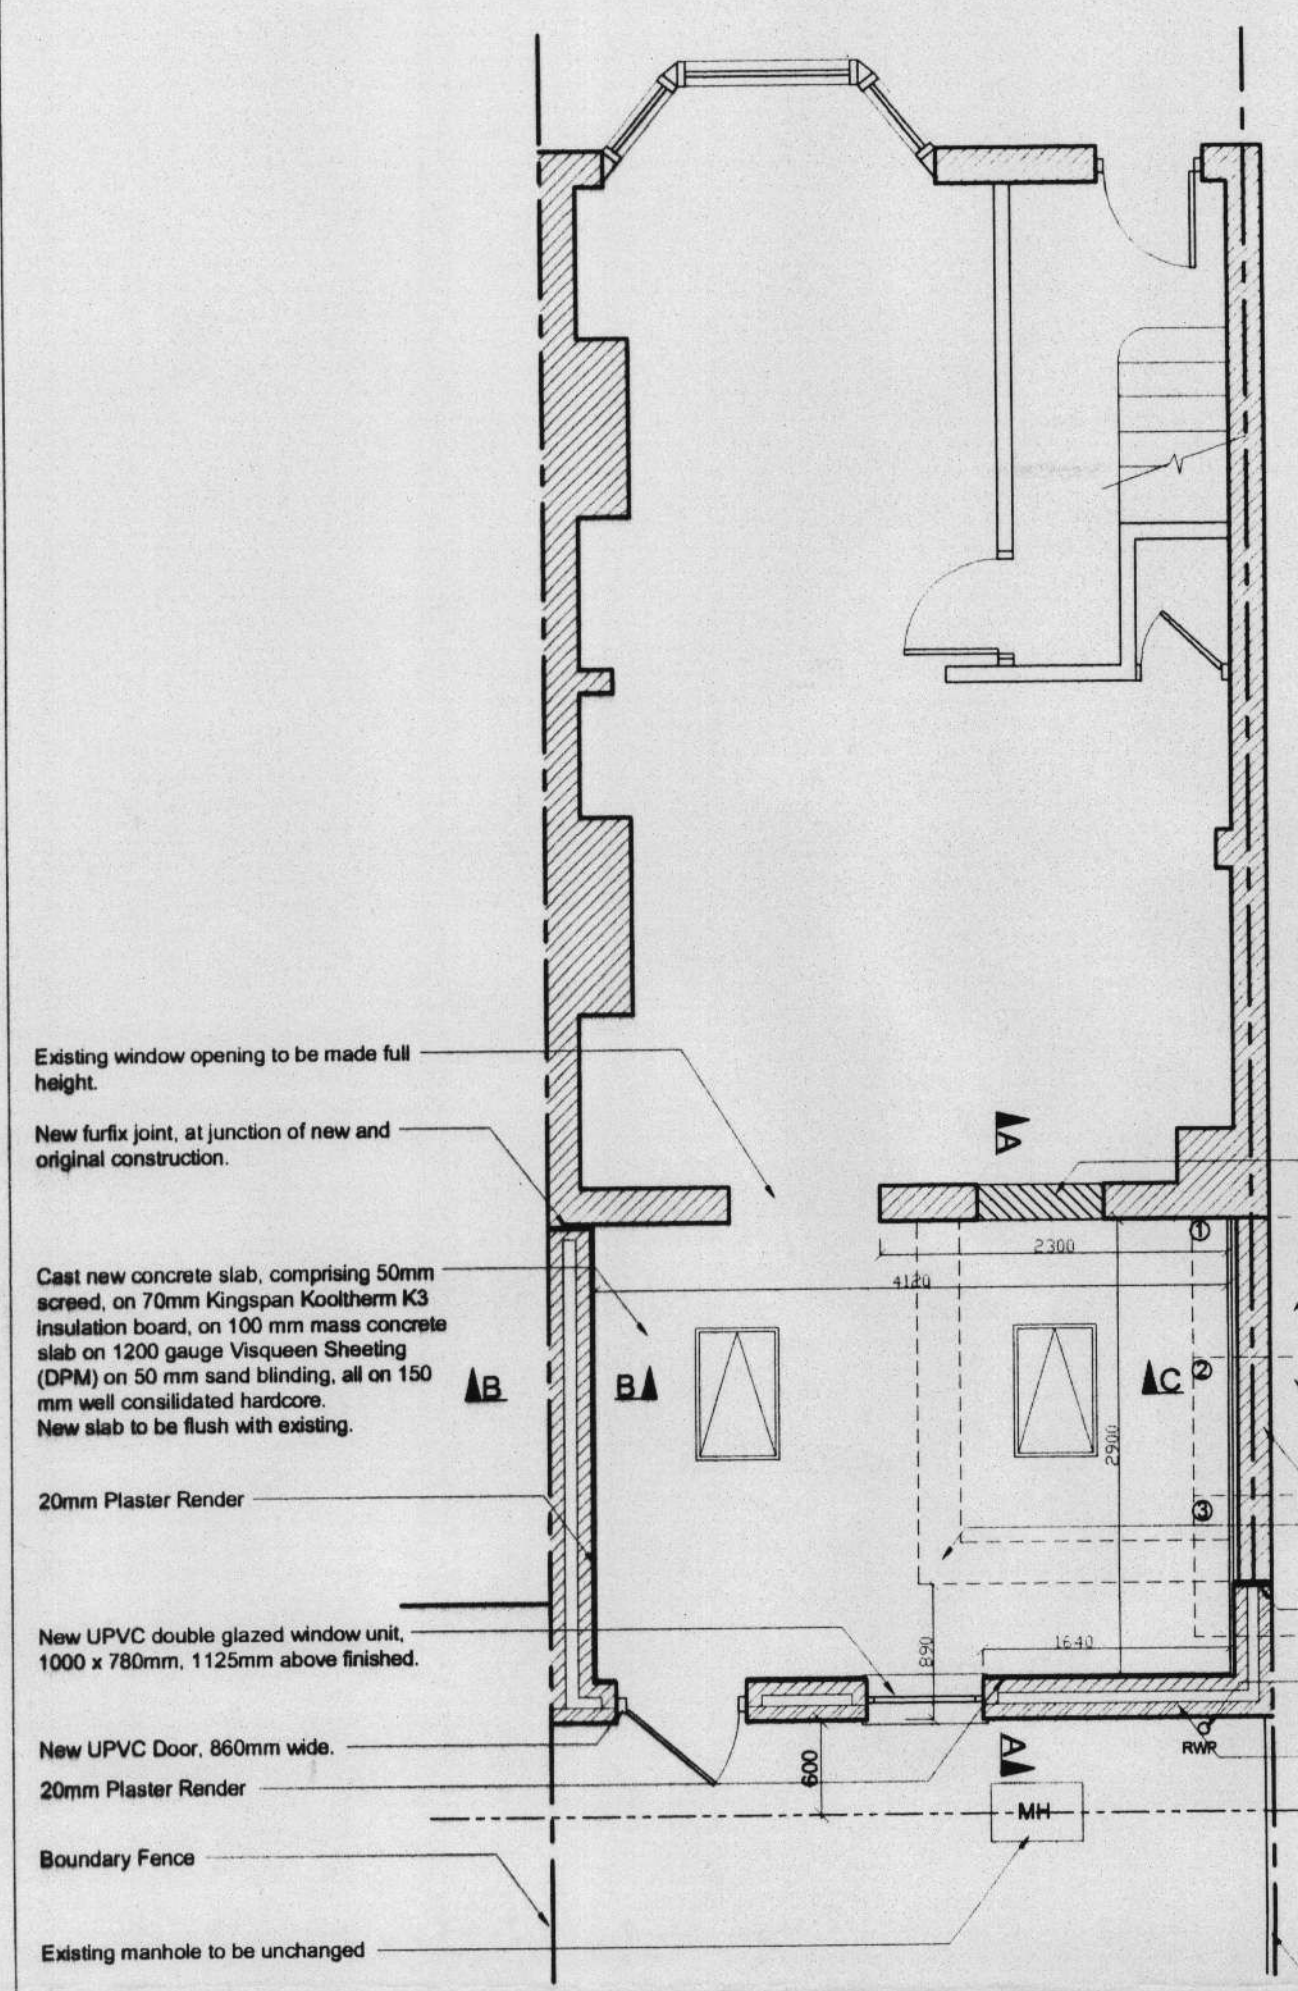 Existing window opening to be made full
height.
A
New furfix joint, at junction of new and
original construction.
1
2300
4120
Cast new concrete slab, comprising 50mm
screed, on 70mm Kingspan Kooltherm K3
insulation board, on 100 mm mass concrete
slab on 1200 gauge Visqueen Sheeting
(DPM) on 50 mm sand blinding, all on 150
mm well consilidated hardcore.
New slab to be flush with existing.
B
B
C
2
2900
20mm Plaster Render
3
New UPVC double glazed window unit,
1000 x 780mm, 1125mm above finished.
890
1640
New UPVC Door, 860mm wide.
20mm Plaster Render
600
A
RWP
MH
Boundary Fence
Existing manhole to be unchanged